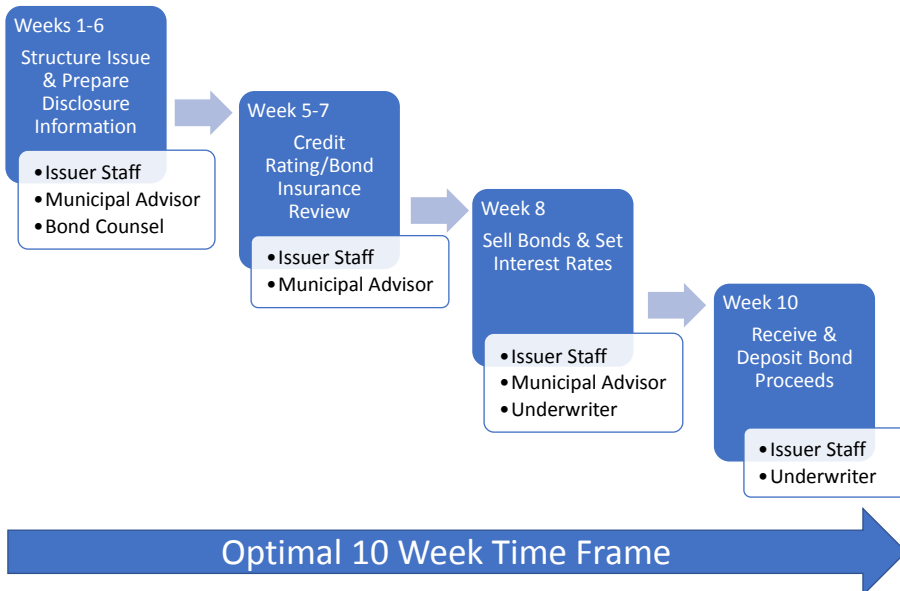 Weeks 1-6
Structure Issue
& Prepare
Disclosure
Information
•Issuer Staff
•Municipal Advisor
•Bond Counsel
Week 5-7
Credit
Rating/Bond
Insurance
Review
•Issuer Staff
•Municipal Advisor
Week 8
Sell Bonds & Set
Interest Rates
•Issuer Staff
•Municipal Advisor
•Underwriter
Week 10
Receive &
Deposit Bond
Proceeds
•Issuer Staff
•Underwriter
Optimal 10 Week Time Frame